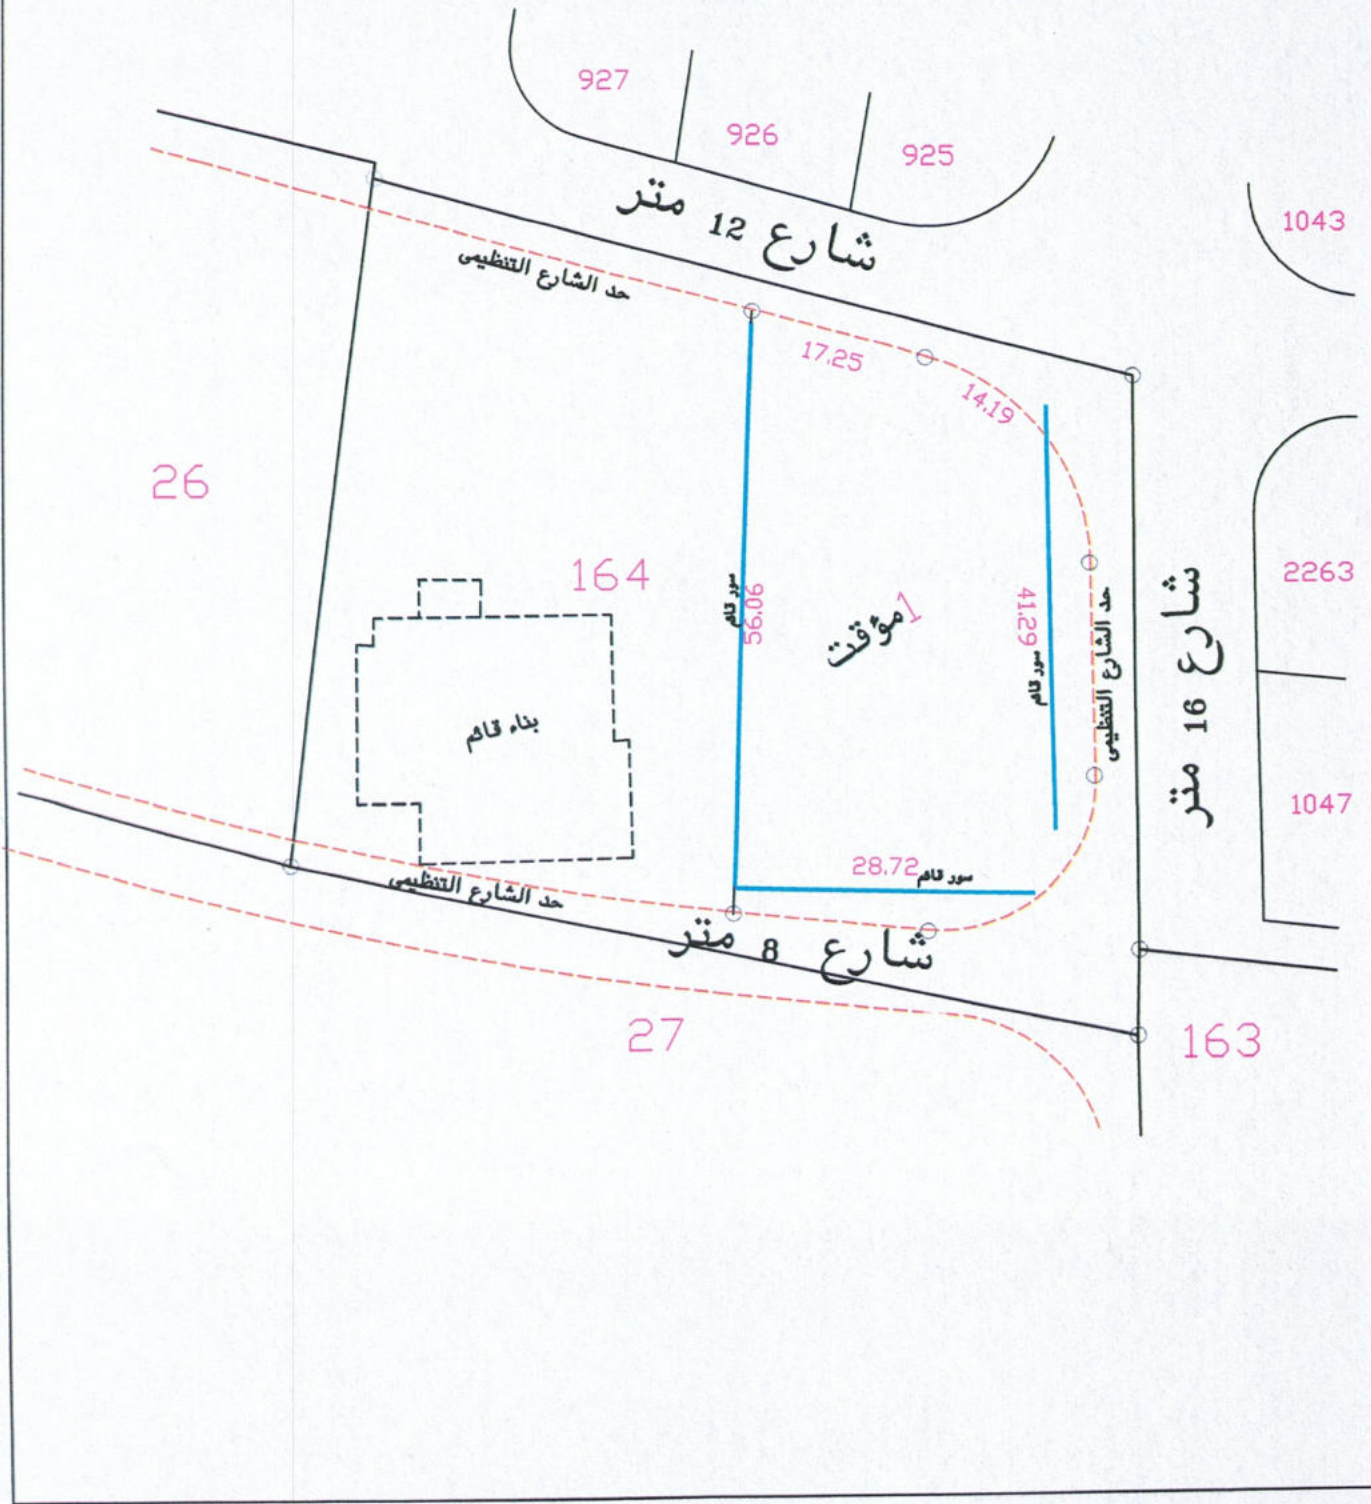 927
926
925
1043
شارع 12 متر
حد الشارع التنظيمي
17.25
14.19
26
164
سور قائم
56.06
مؤقت 1
41.29
سور قائم
حد الشارع التنظيمي
شارع 16 متر
2263
1047
بناء قائم
28.72
سور قائم
حد الشارع التنظيمي
شارع 8 متر
27
163